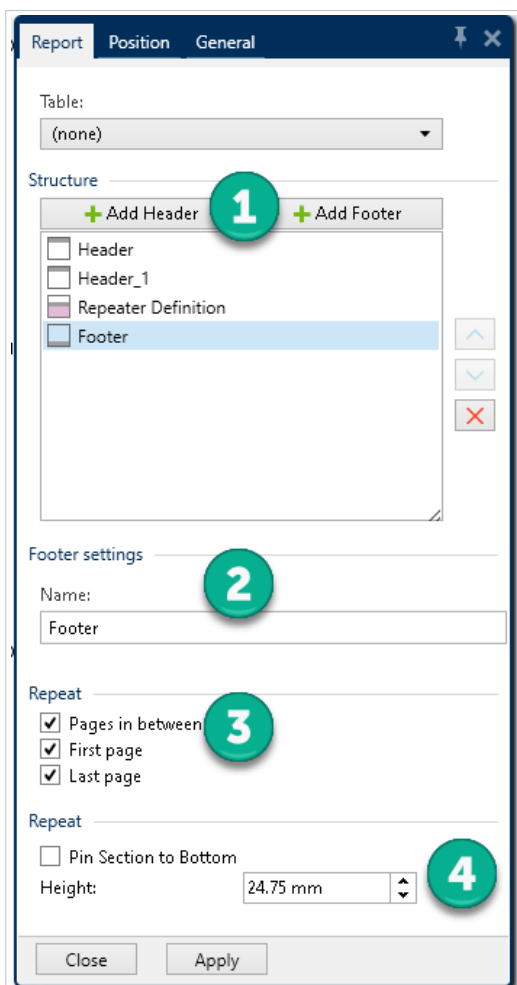 Report Position General
Table:
(none)
Structure
Add Header 1 Add Footer
Header
Header_1
Repeater Definition
Footer
Footer settings
2
Name:
Footer
Repeat
Pages in between
3
First page
Last page
Repeat
Pin Section to Bottom
Height: 24.75 mm
4
Close Apply